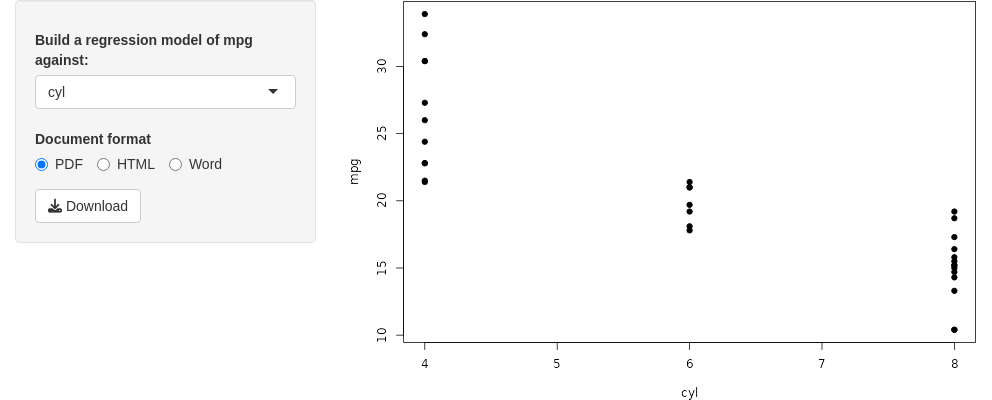 Build a regression model of mpg
against:
cyl
Document format
PDF HTML Word
Download
mpg
30
25
20
15
10
4 5 6 7 8
cyl